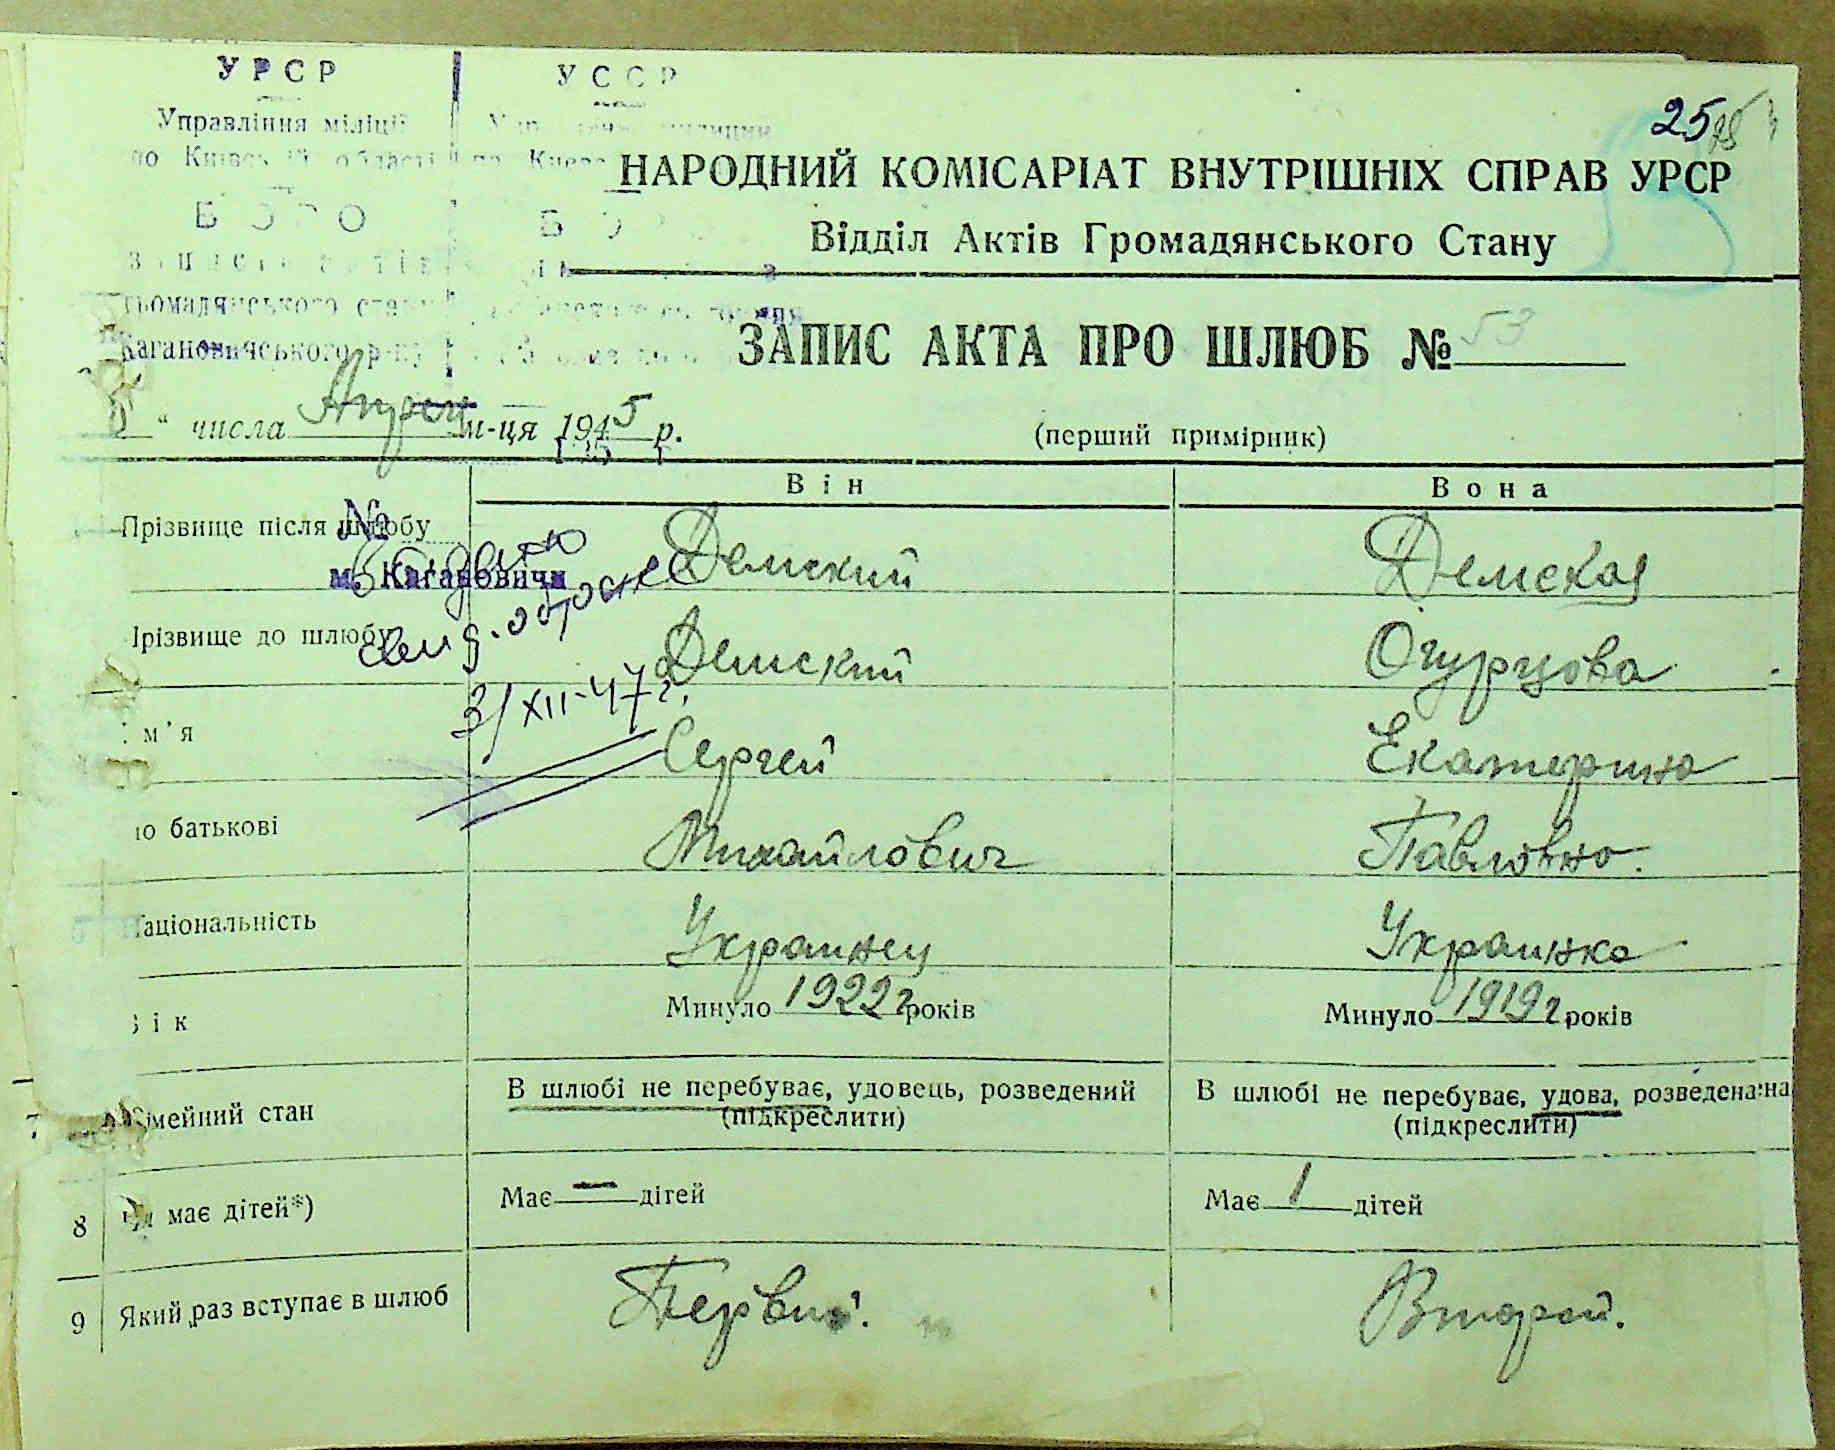 УРСР
УССР
Управління міліції
по Київській області
2525
НАРОДНИЙ КОМІСАРІАТ ВНУТРІШНІХ СПРАВ УРСР
Відділ Актів Громадянського Стану
громадянського стану
Кагановичського р-ну
ЗАПИС АКТА ПРО ШЛЮБ № 53
" числа Апреля м-ця 1945 р.
(перший примірник)
Він
Вона
Прізвище після шлюбу
Демский
Демская
№
м. Кагановичи
Прізвище до шлюбу
Демский
Огурцова
31/XII-47 г.
м'я
Сергей
Екатерина
по батькові
Михайлович
Павловна.
Національність
Украинец
Украинка
Вік
Минуло 1922 г. років
Минуло 1919 г. років
7
Сімейний стан
В шлюбі не перебуває, удовець, розведений
(підкреслити)
В шлюбі не перебуває, удова, розведена
(підкреслити)
8
Чи має дітей*)
Має — дітей
Має 1 дітей
9
Який раз вступає в шлюб
Первый.
Второй.